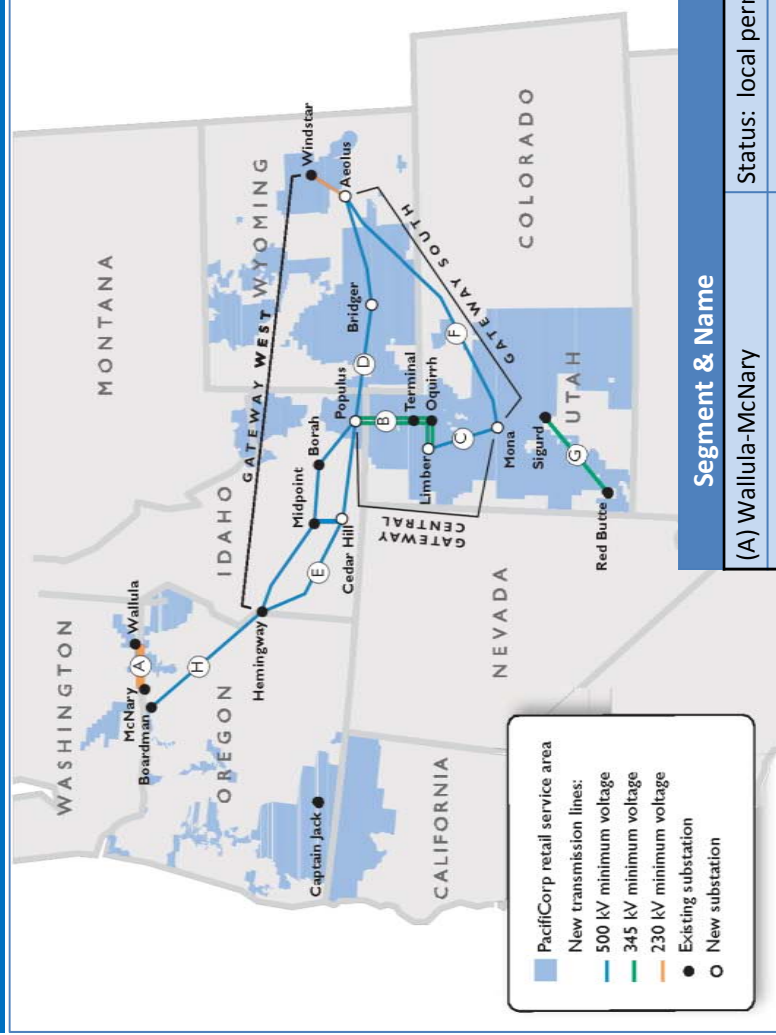 WASHINGTON
MONTANA
McNary
Wallula
A
Boardman
H
OREGON
IDAHO
Hemingway
GATEWAY WEST
WYOMING
Windstar
Aeolus
Midpoint
Borah
Populus
Bridger
D
E
Cedar Hill
Captain Jack
B
Terminal
Oquirrh
Limber
C
GATEWAY
CENTRAL
GATEWAY SOUTH
F
Mona
CALIFORNIA
NEVADA
UTAH
COLORADO
Sigurd
G
Red Butte
PacifiCorp retail service area
New transmission lines:
500 kV minimum voltage
345 kV minimum voltage
230 kV minimum voltage
Existing substation
New substation
Segment & Name
(A) Wallula-McNary
Status: local perm